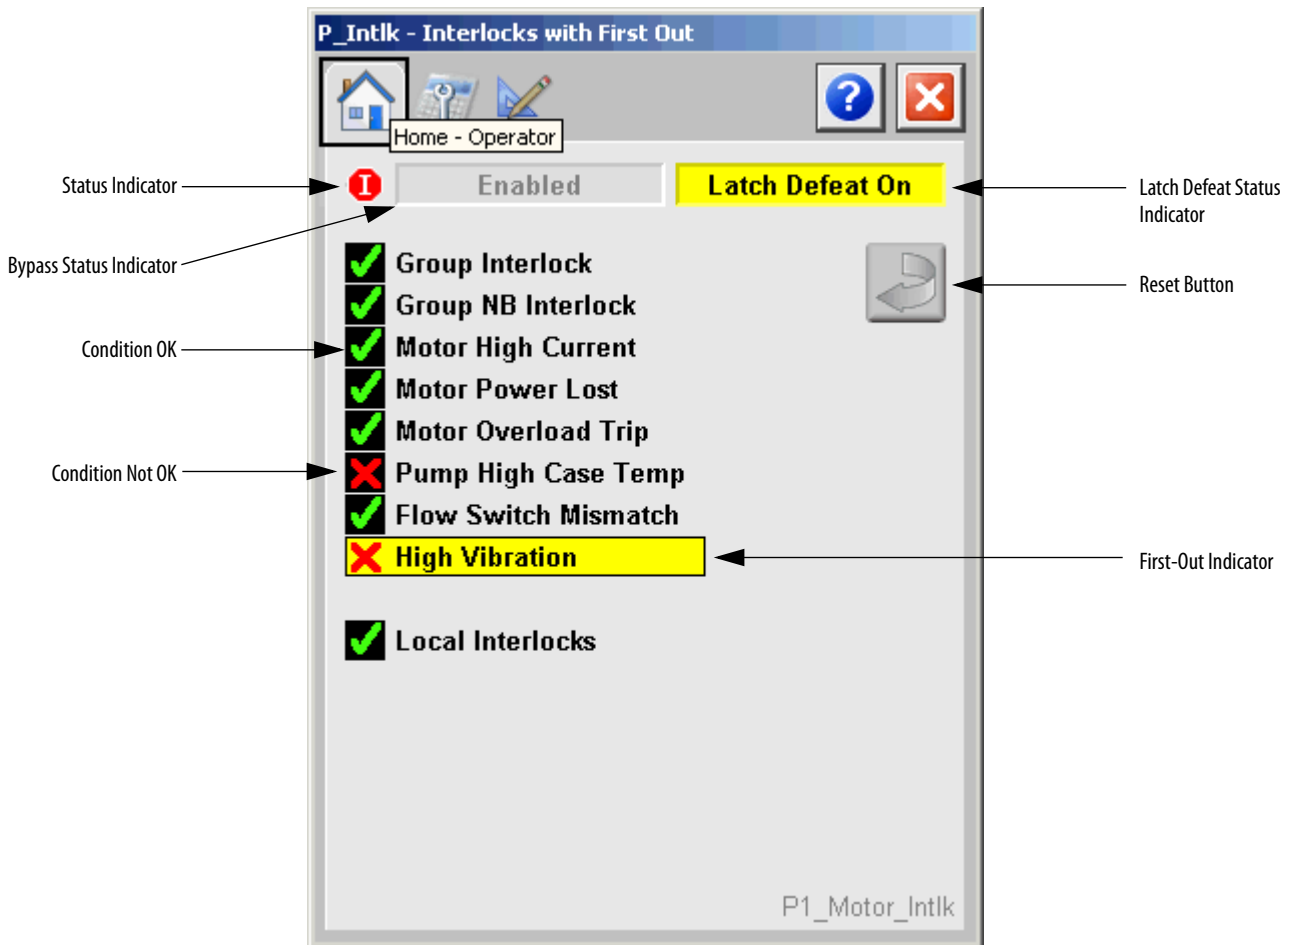 P_Intlk - Interlocks with First Out
Home - Operator
Status Indicator
I
Enabled
Latch Defeat On
Latch Defeat Status
Indicator
Bypass Status Indicator
Group Interlock
Reset Button
Group NB Interlock
Condition OK
Motor High Current
Motor Power Lost
Motor Overload Trip
Condition Not OK
Pump High Case Temp
Flow Switch Mismatch
High Vibration
First-Out Indicator
Local Interlocks
P1_Motor_Intlk